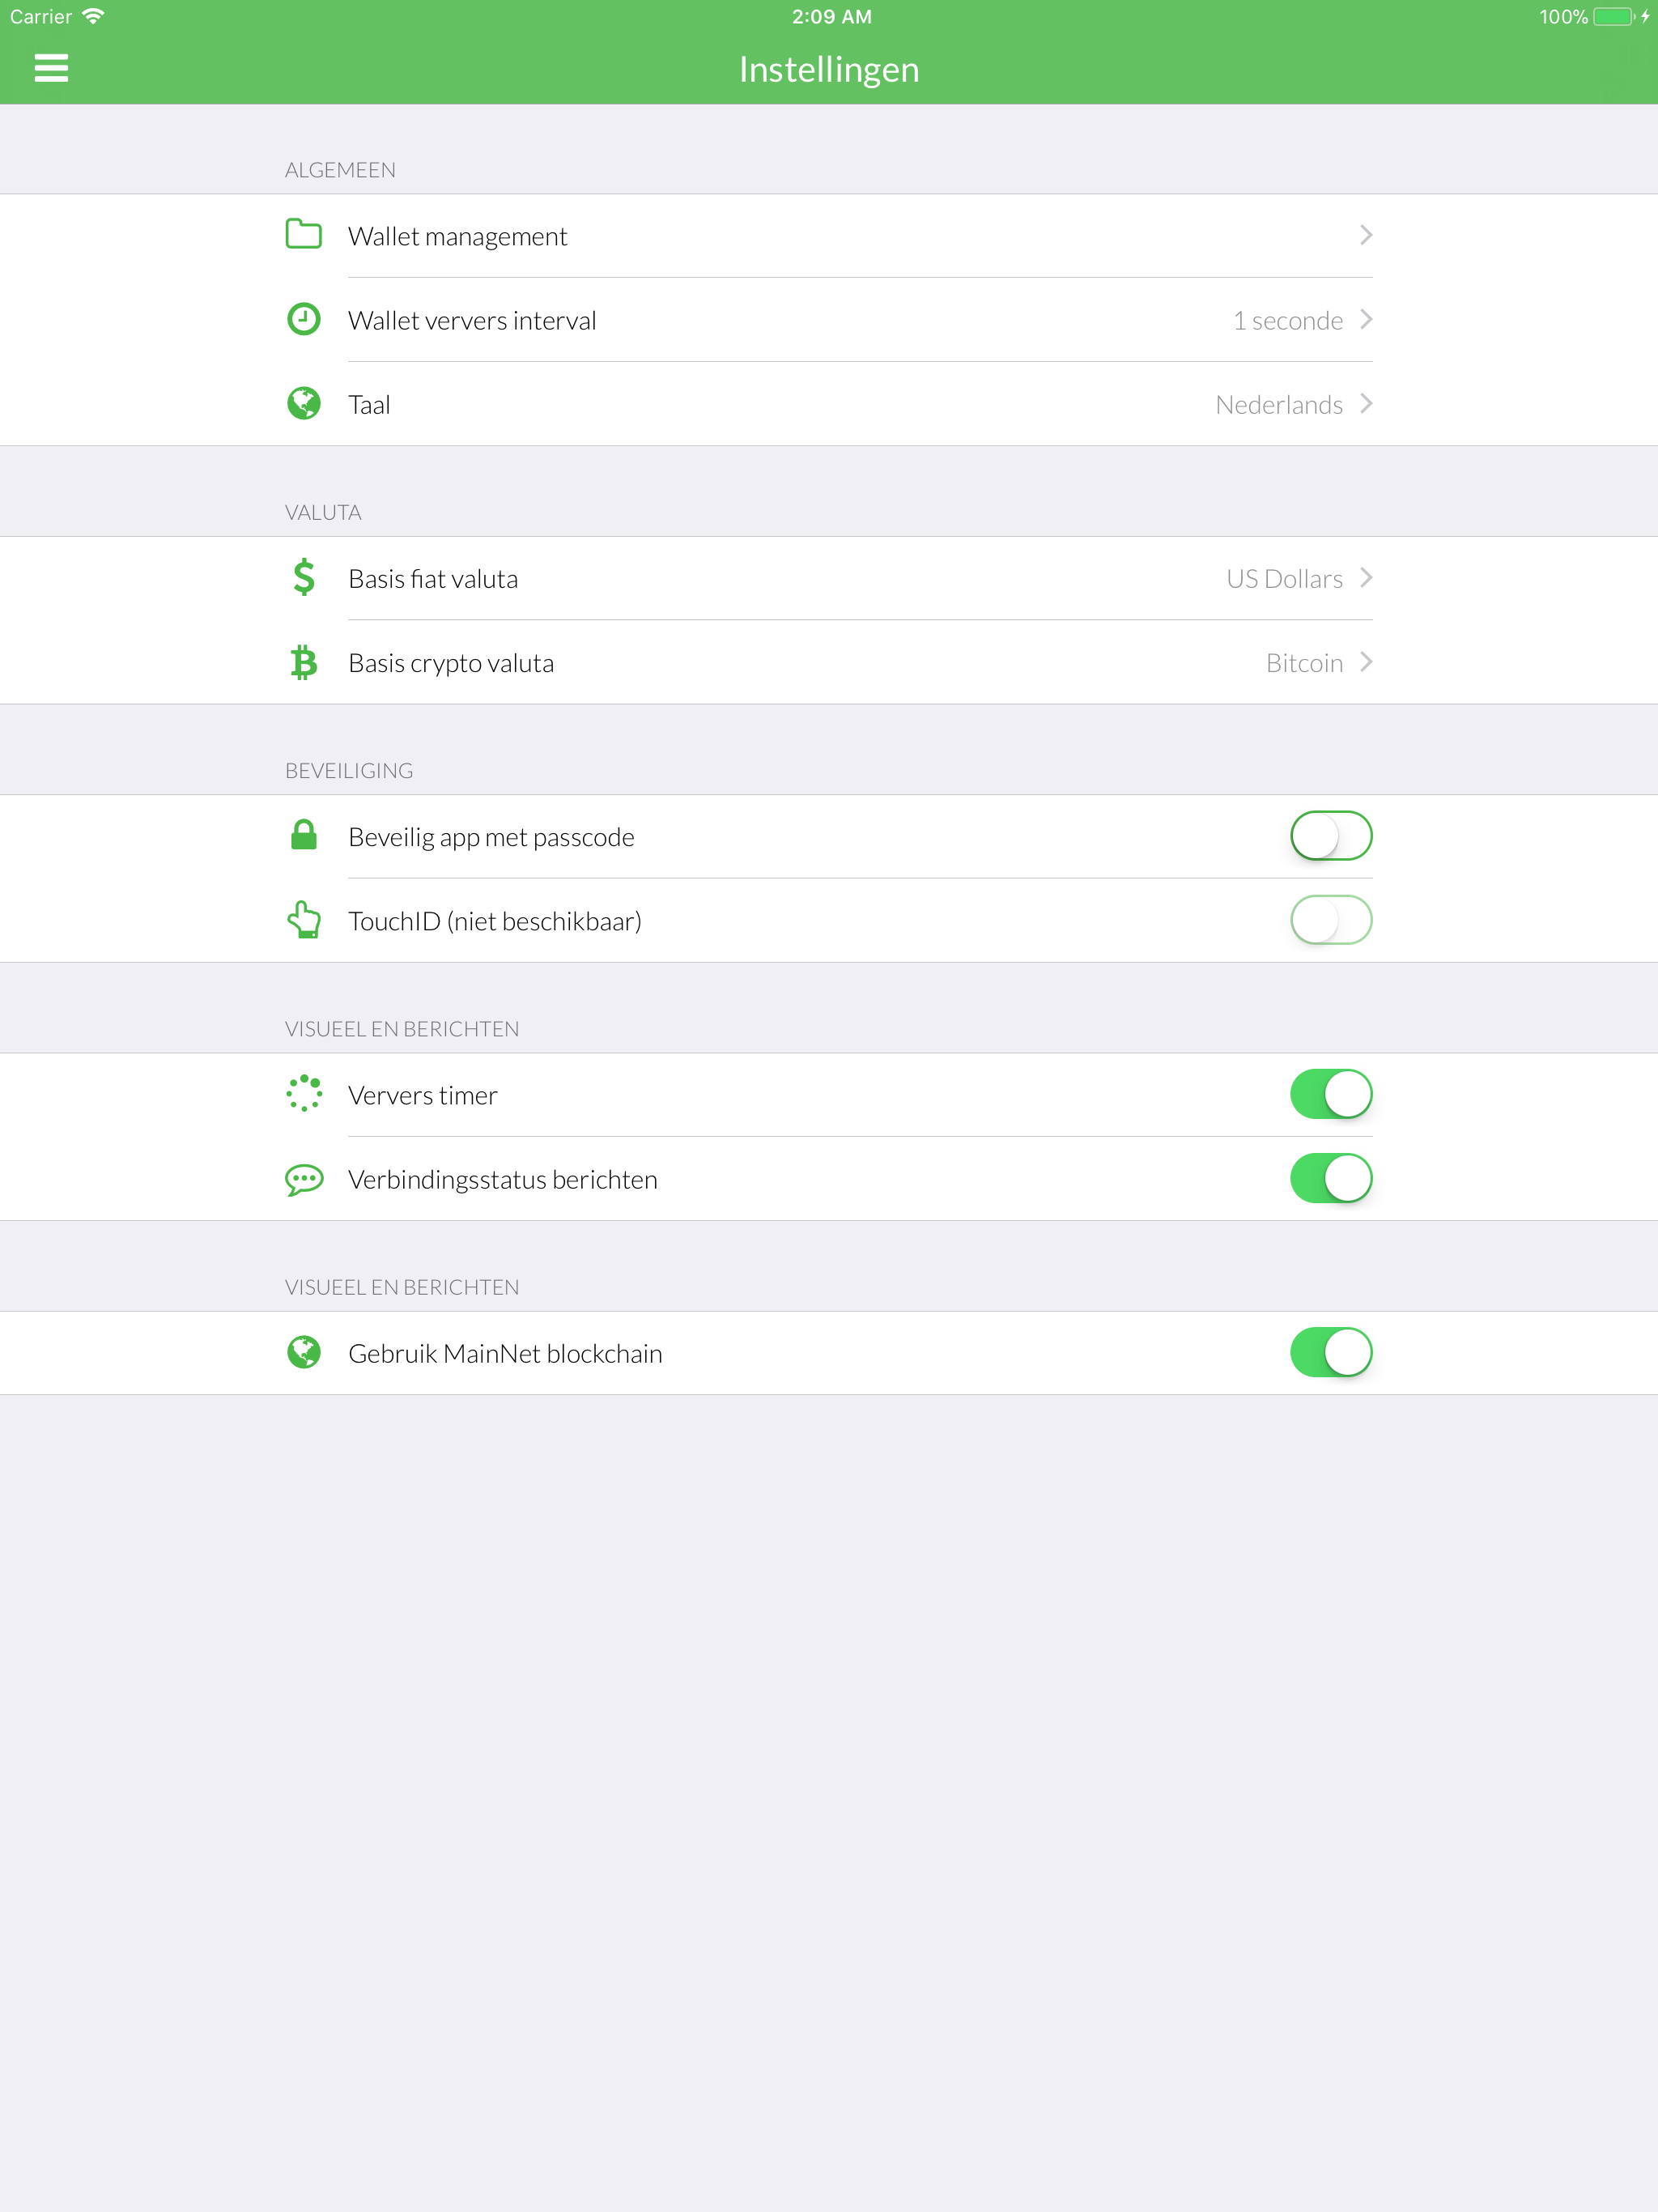 Carrier 2:09 AM 100%
Instellingen
ALGEMEEN
Wallet management
Wallet ververs interval 1 seconde
Taal Nederlands
VALUTA
Basis fiat valuta US Dollars
Basis crypto valuta Bitcoin
BEVEILIGING
Beveilig app met passcode
TouchID (niet beschikbaar)
VISUEEL EN BERICHTEN
Ververs timer
Verbindingsstatus berichten
VISUEEL EN BERICHTEN
Gebruik MainNet blockchain